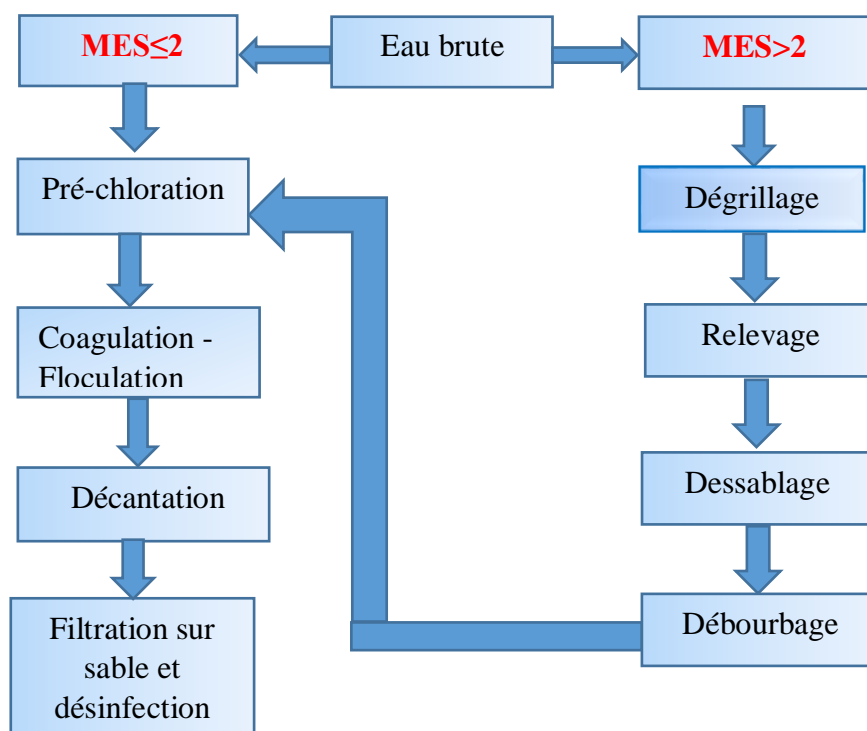 MES≤2
Eau brute
MES>2
Pré-chloration
Dégrillage
Coagulation -
Floculation
Relevage
Décantation
Dessablage
Filtration sur
sable et
désinfection
Débourbage